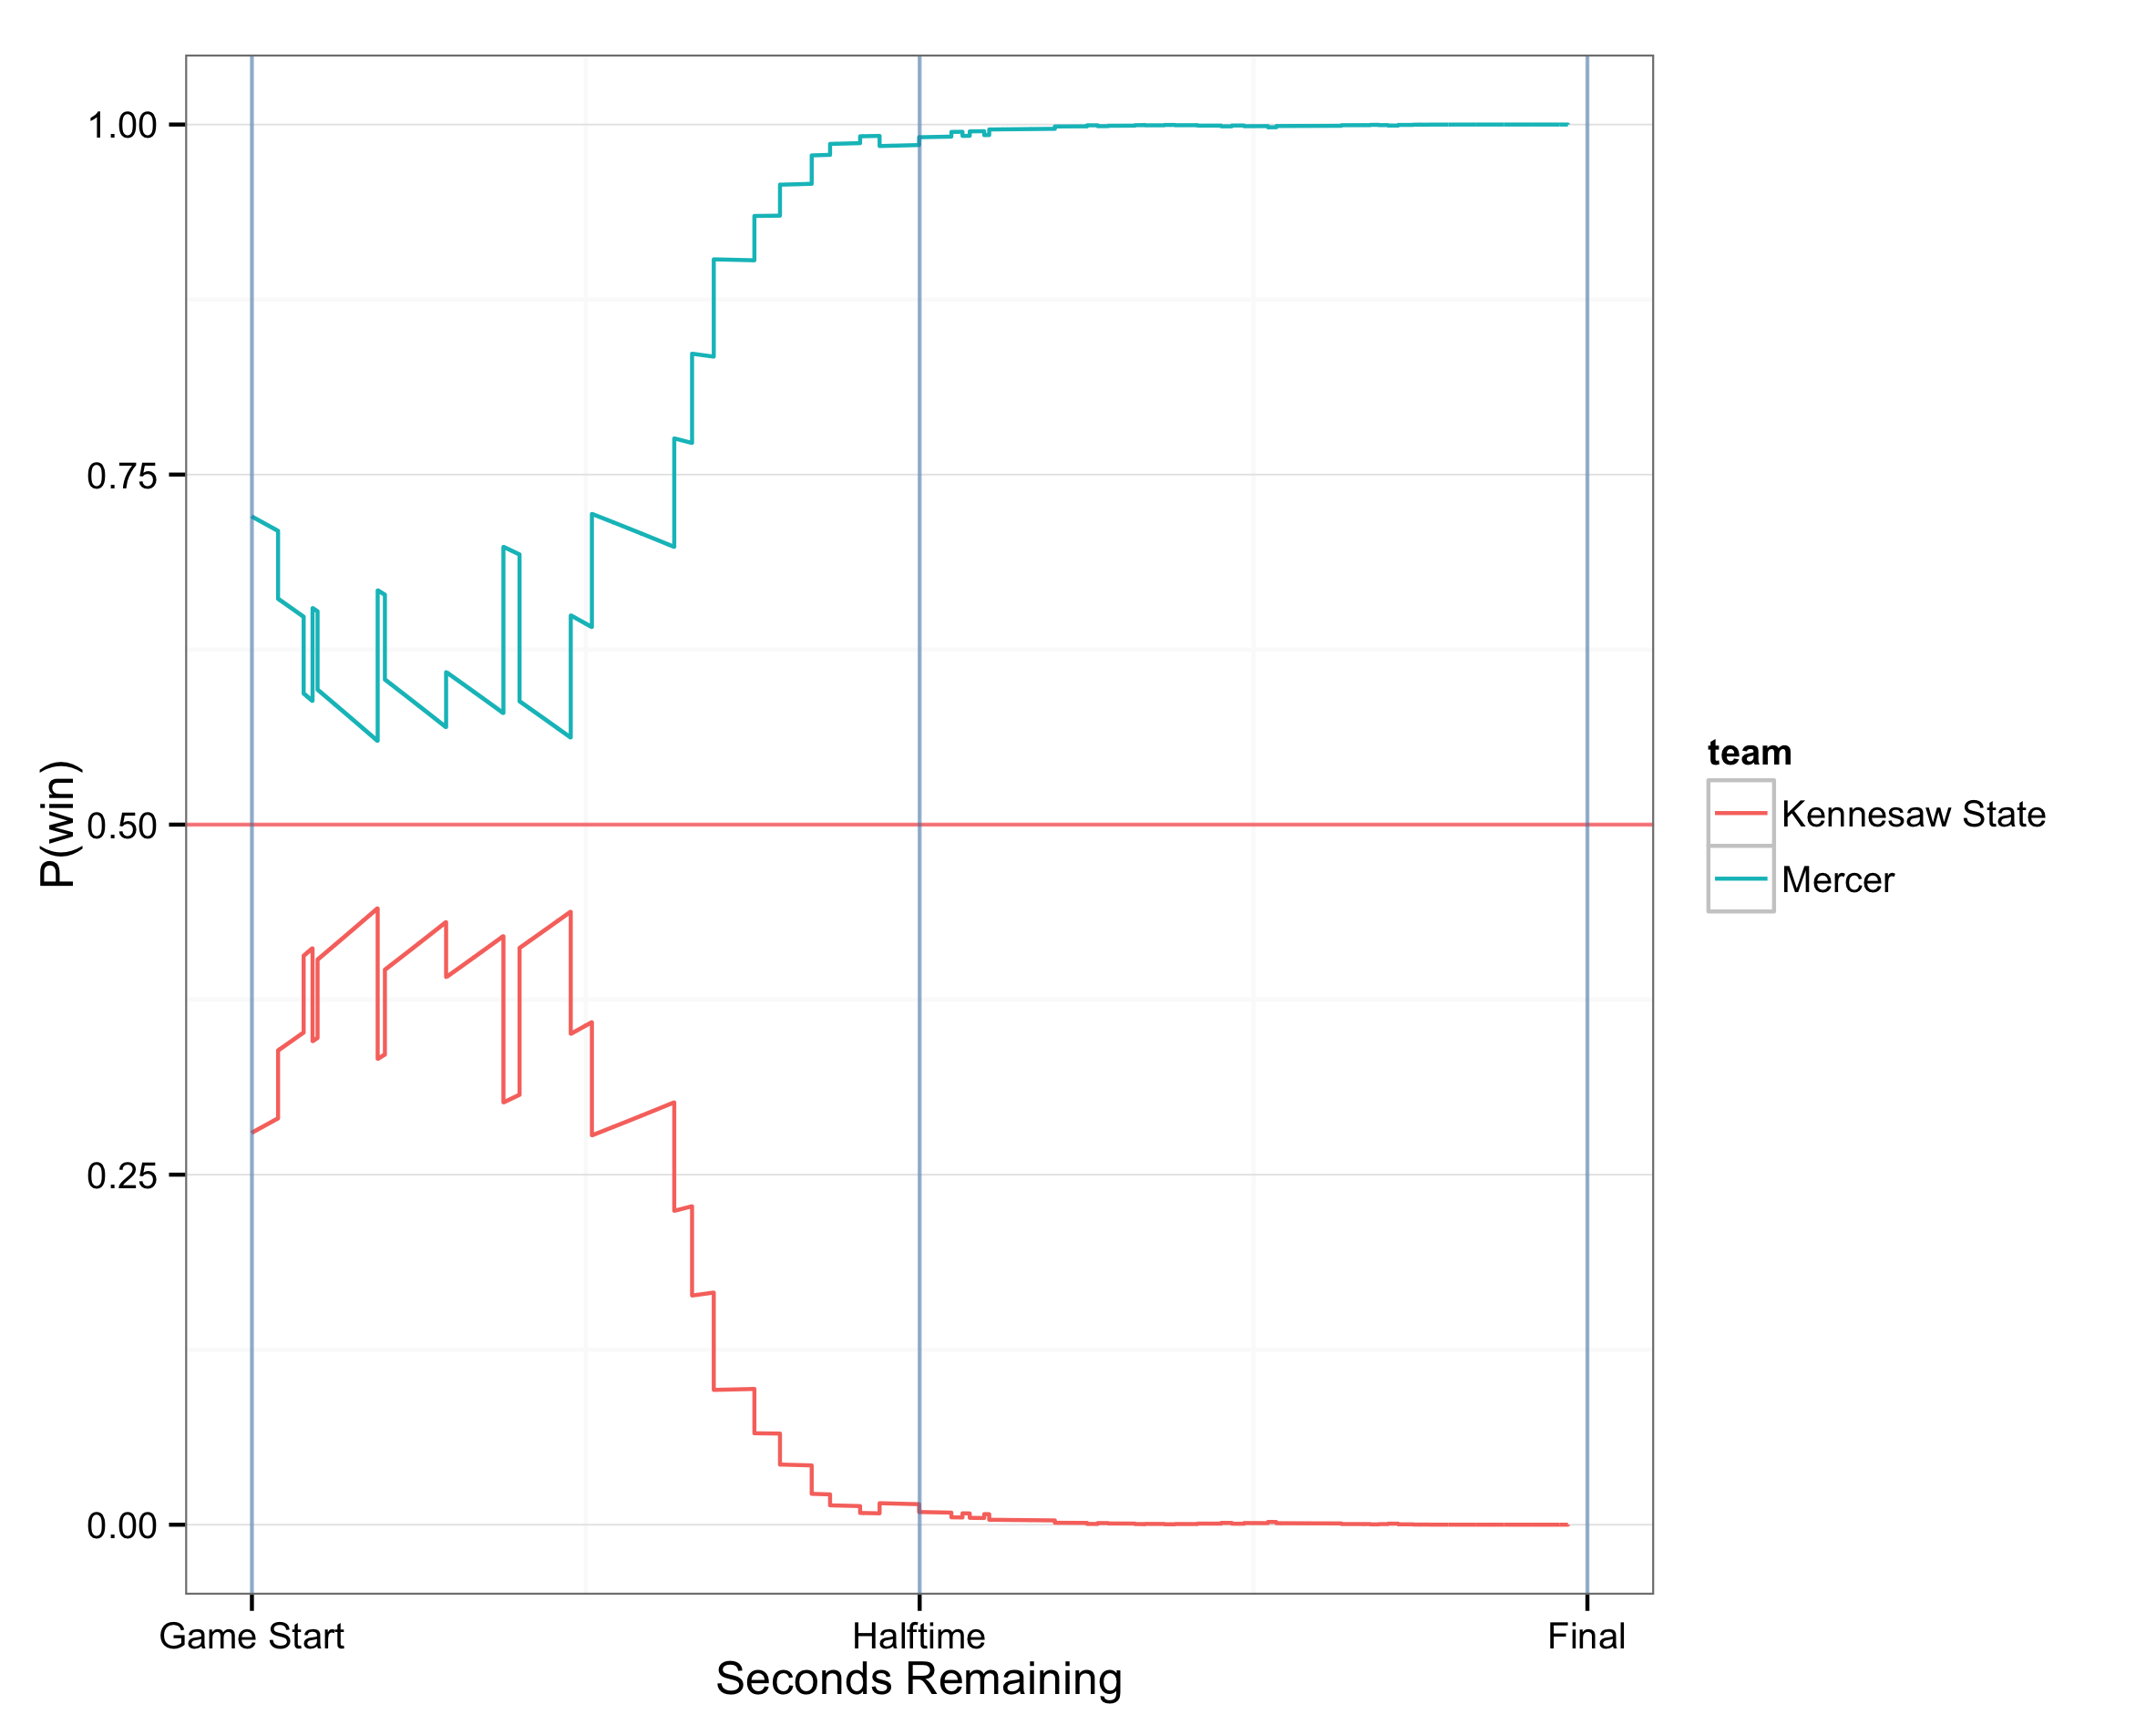 1.00
0.75
0.50
0.25
0.00
P(win)
Game Start
Halftime
Final
Seconds Remaining
team
Kennesaw State
Mercer